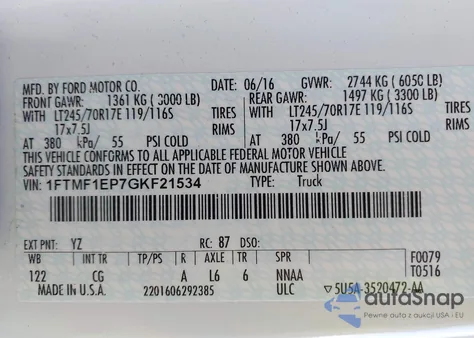 MFD. BY FORD MOTOR CO. DATE: 06/16 GVWR: 2744 KG ( 6050 LB)
FRONT GAWR: 1361 KG ( 3000 LB) REAR GAWR: 1497 KG ( 3300 LB)
WITH LT245/70R17E 119/116S TIRES WITH LT245/70R17E 119/116S TIRES
17x7.5J RIMS 17x7.5J RIMS
AT 380 kPa/ 55 PSI COLD AT 380 kPa/ 55 PSI COLD
THIS VEHICLE CONFORMS TO ALL APPLICABLE FEDERAL MOTOR VEHICLE
SAFETY STANDARDS IN EFFECT ON THE DATE OF MANUFACTURE SHOWN ABOVE.
VIN: 1FTMF1EP7GKF21534 TYPE: Truck
EXT PNT: YZ RC: 87 DSO:
WB INT TR TP/PS R AXLE TR SPR F0079
122 CG A L6 6 NNAA T0516
MADE IN U.S.A. 2201606292385 ULC 5U5A-3520472-AA
autoSnap
Pewne auta z aukcji USA i EU